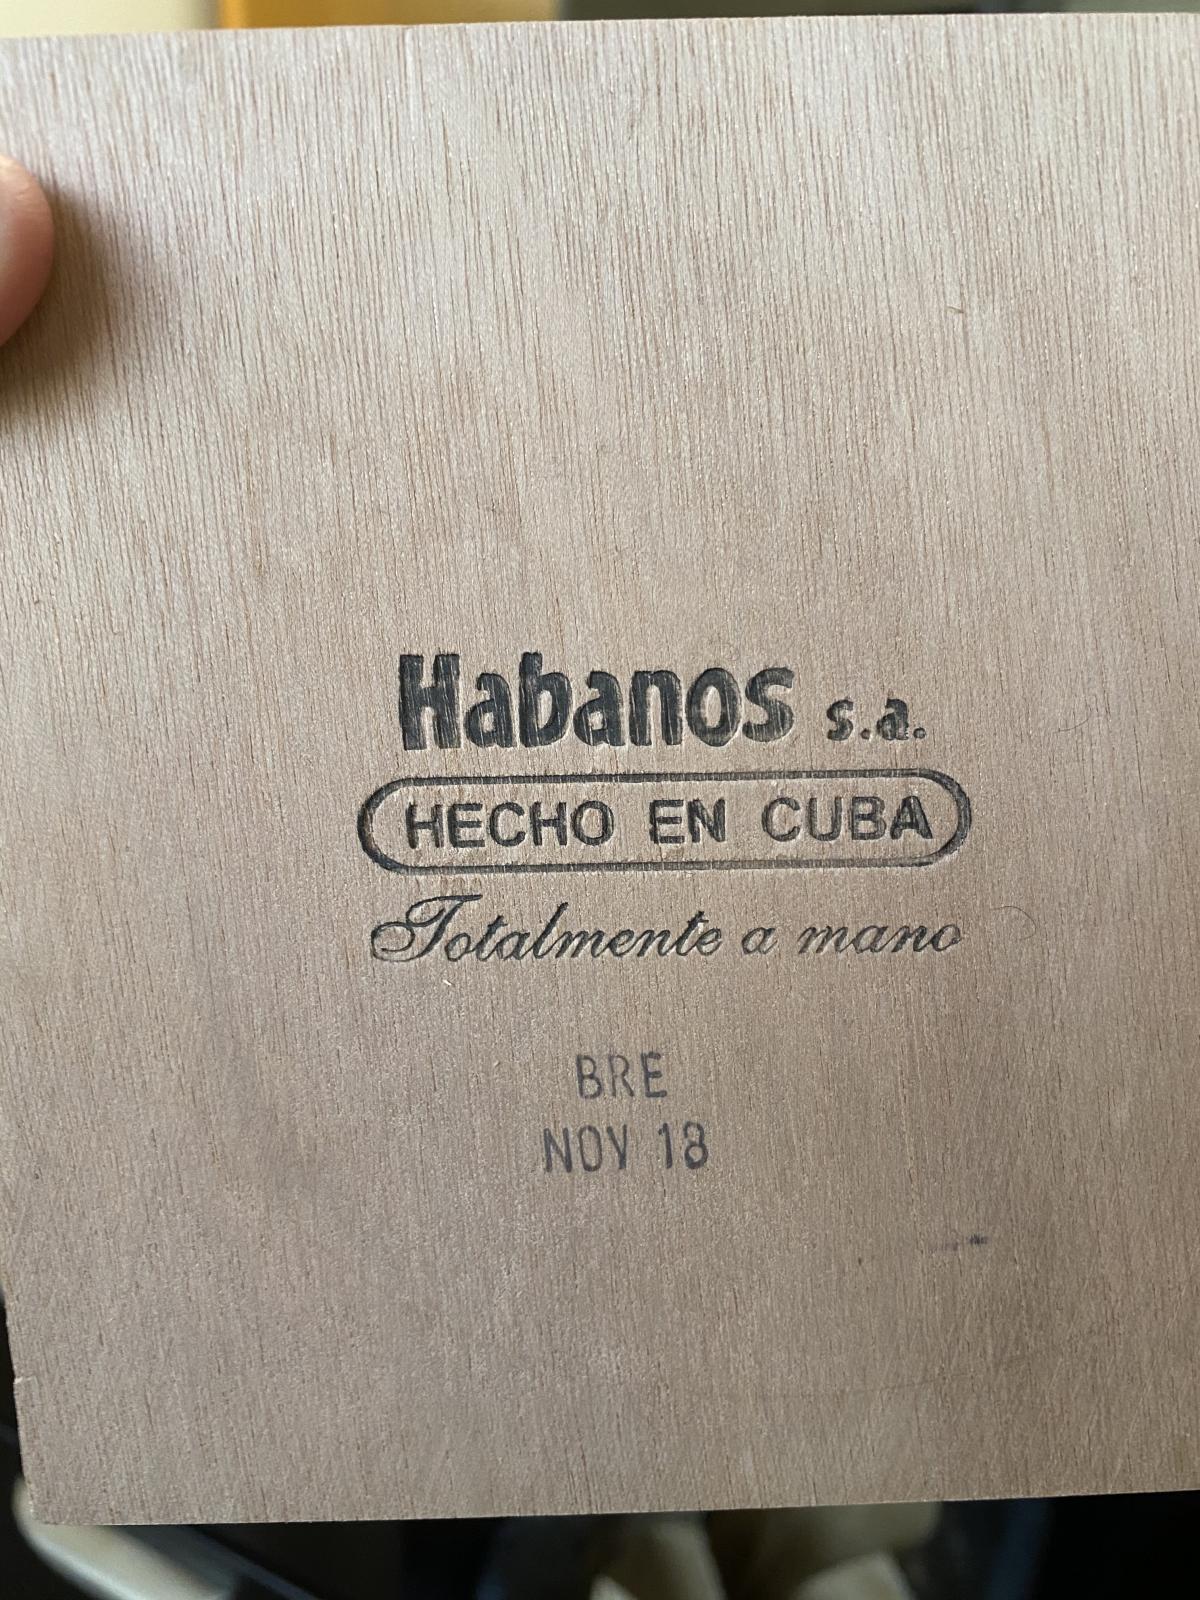 Habanos s.a.
HECHO EN CUBA
Totalmente a mano
BRE
NOV 18